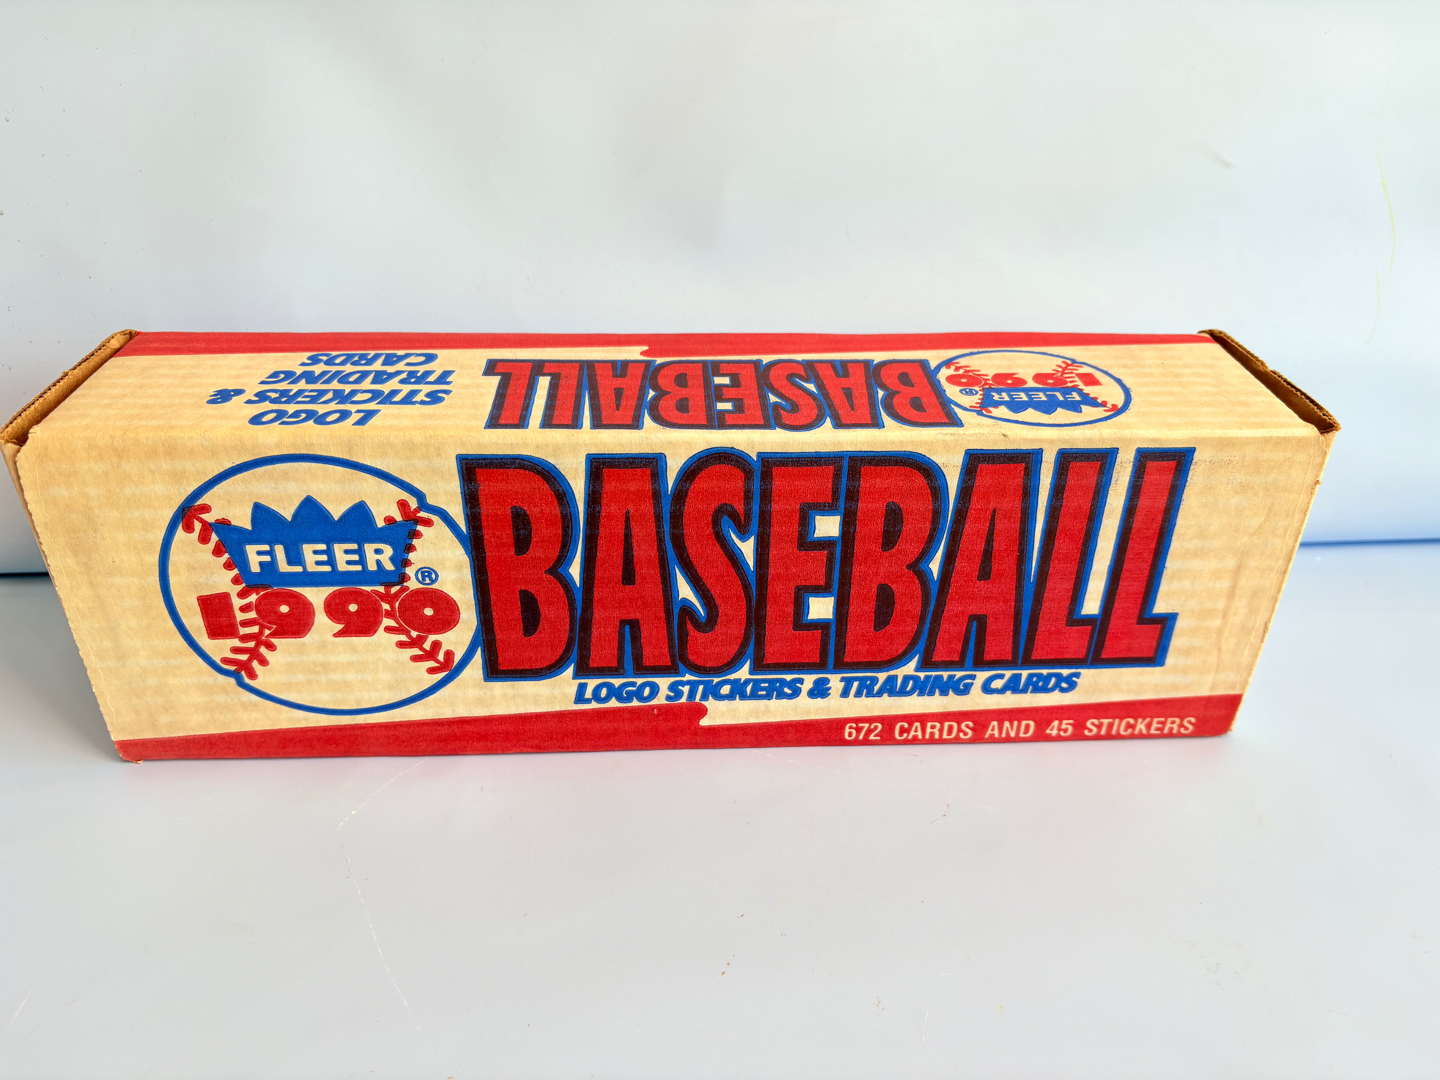 LOGO
STICKERS &
TRADING
CARDS
BASEBALL
FLEER®
1990
FLEER®
1990
BASEBALL
LOGO STICKERS & TRADING CARDS
672 CARDS AND 45 STICKERS